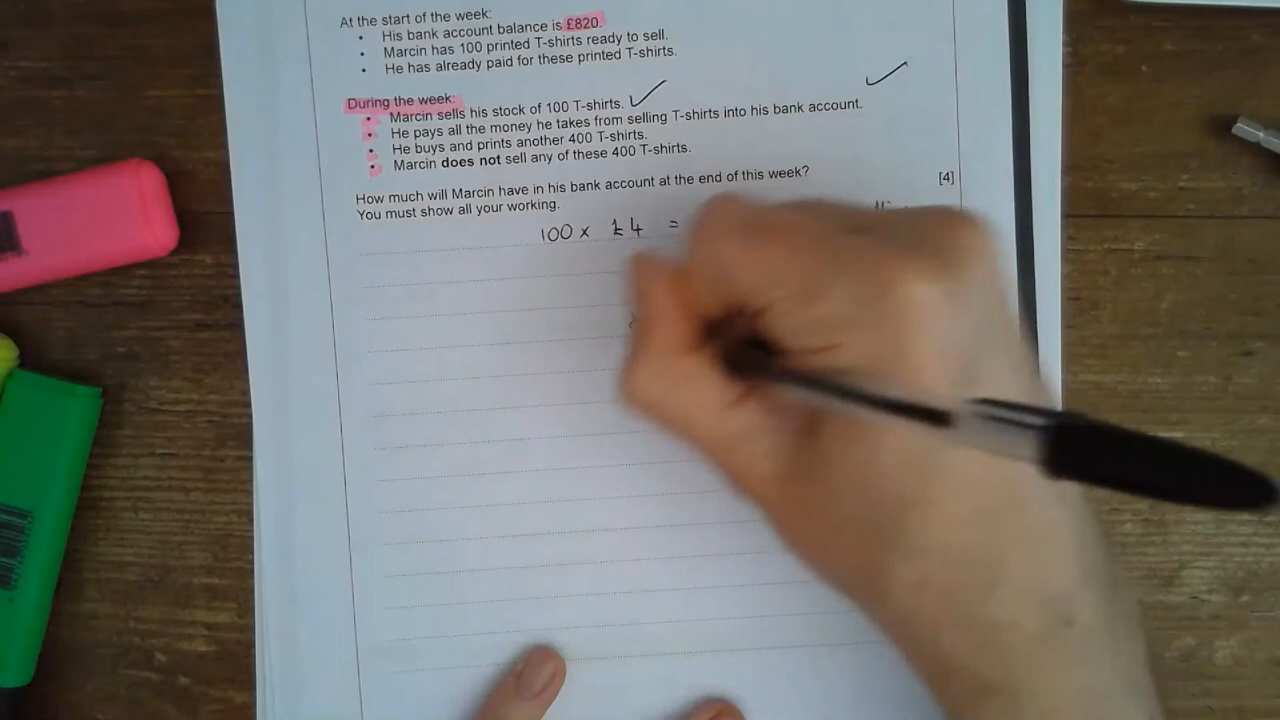 At the start of the week:
• His bank account balance is £820.
• Marcin has 100 printed T-shirts ready to sell.
• He has already paid for these printed T-shirts.
During the week:
• Marcin sells his stock of 100 T-shirts.
• He pays all the money he takes from selling T-shirts into his bank account.
• He buys and prints another 400 T-shirts.
• Marcin does not sell any of these 400 T-shirts.
How much will Marcin have in his bank account at the end of this week?
[4]
You must show all your working.
100 x £4 =